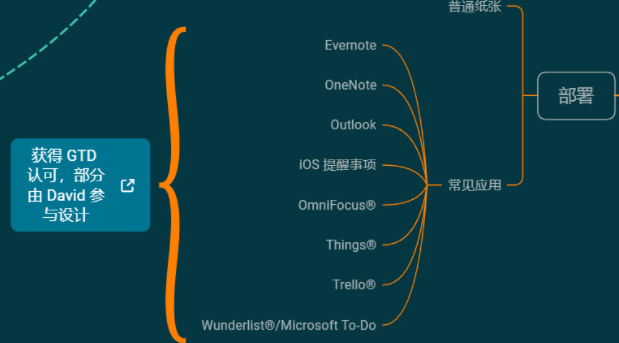 普通纸张
Evernote
OneNote
部署
Outlook
获得 GTD
认可，部分
由 David 参
与设计
iOS 提醒事项
常见应用
OmniFocus®
Things®
Trello®
Wunderlist®/Microsoft To-Do